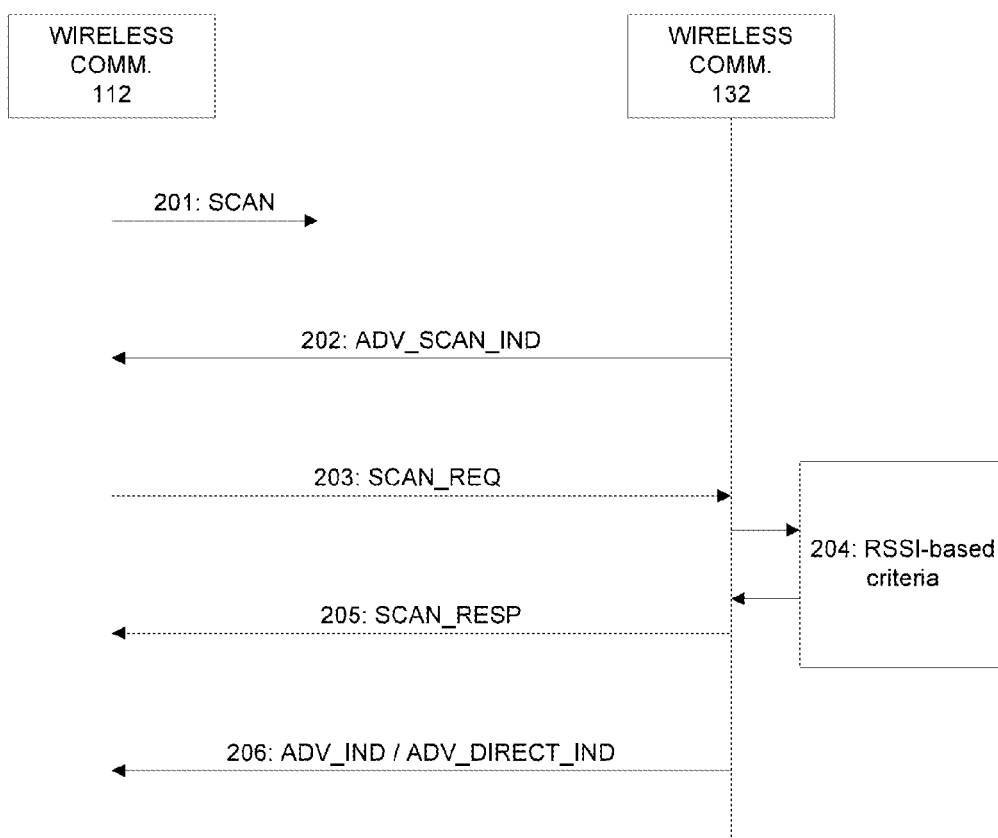 WIRELESS
COMM.
112
WIRELESS
COMM.
132
201: SCAN
202: ADV_SCAN_IND
203: SCAN_REQ
204: RSSI-based
criteria
205: SCAN_RESP
206: ADV_IND / ADV_DIRECT_IND